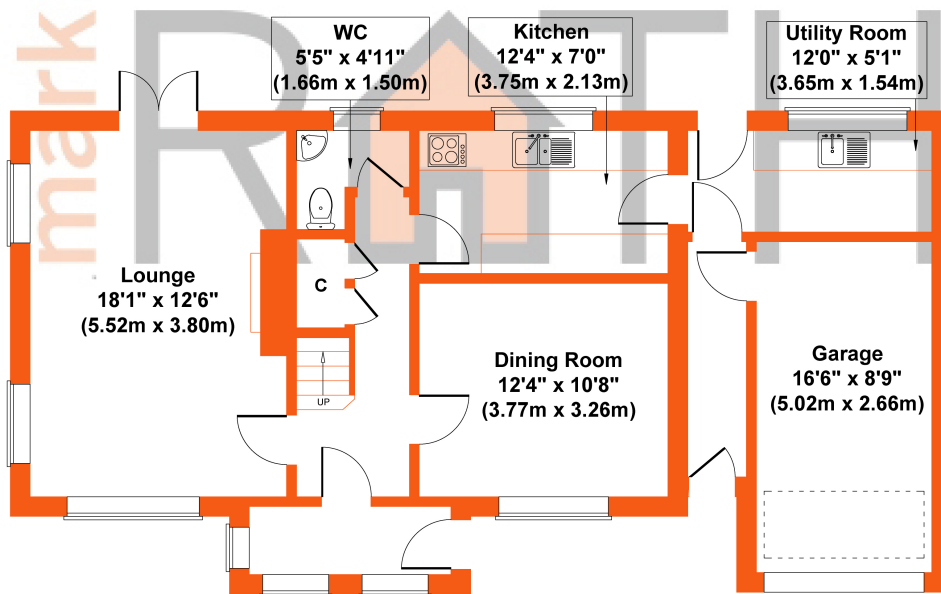 mark
R
T
WC
5'5" x 4'11"
(1.66m x 1.50m)
Kitchen
12'4" x 7'0"
(3.75m x 2.13m)
Utility Room
12'0" x 5'1"
(3.65m x 1.54m)
Lounge
18'1" x 12'6"
(5.52m x 3.80m)
C
UP
Dining Room
12'4" x 10'8"
(3.77m x 3.26m)
Garage
16'6" x 8'9"
(5.02m x 2.66m)